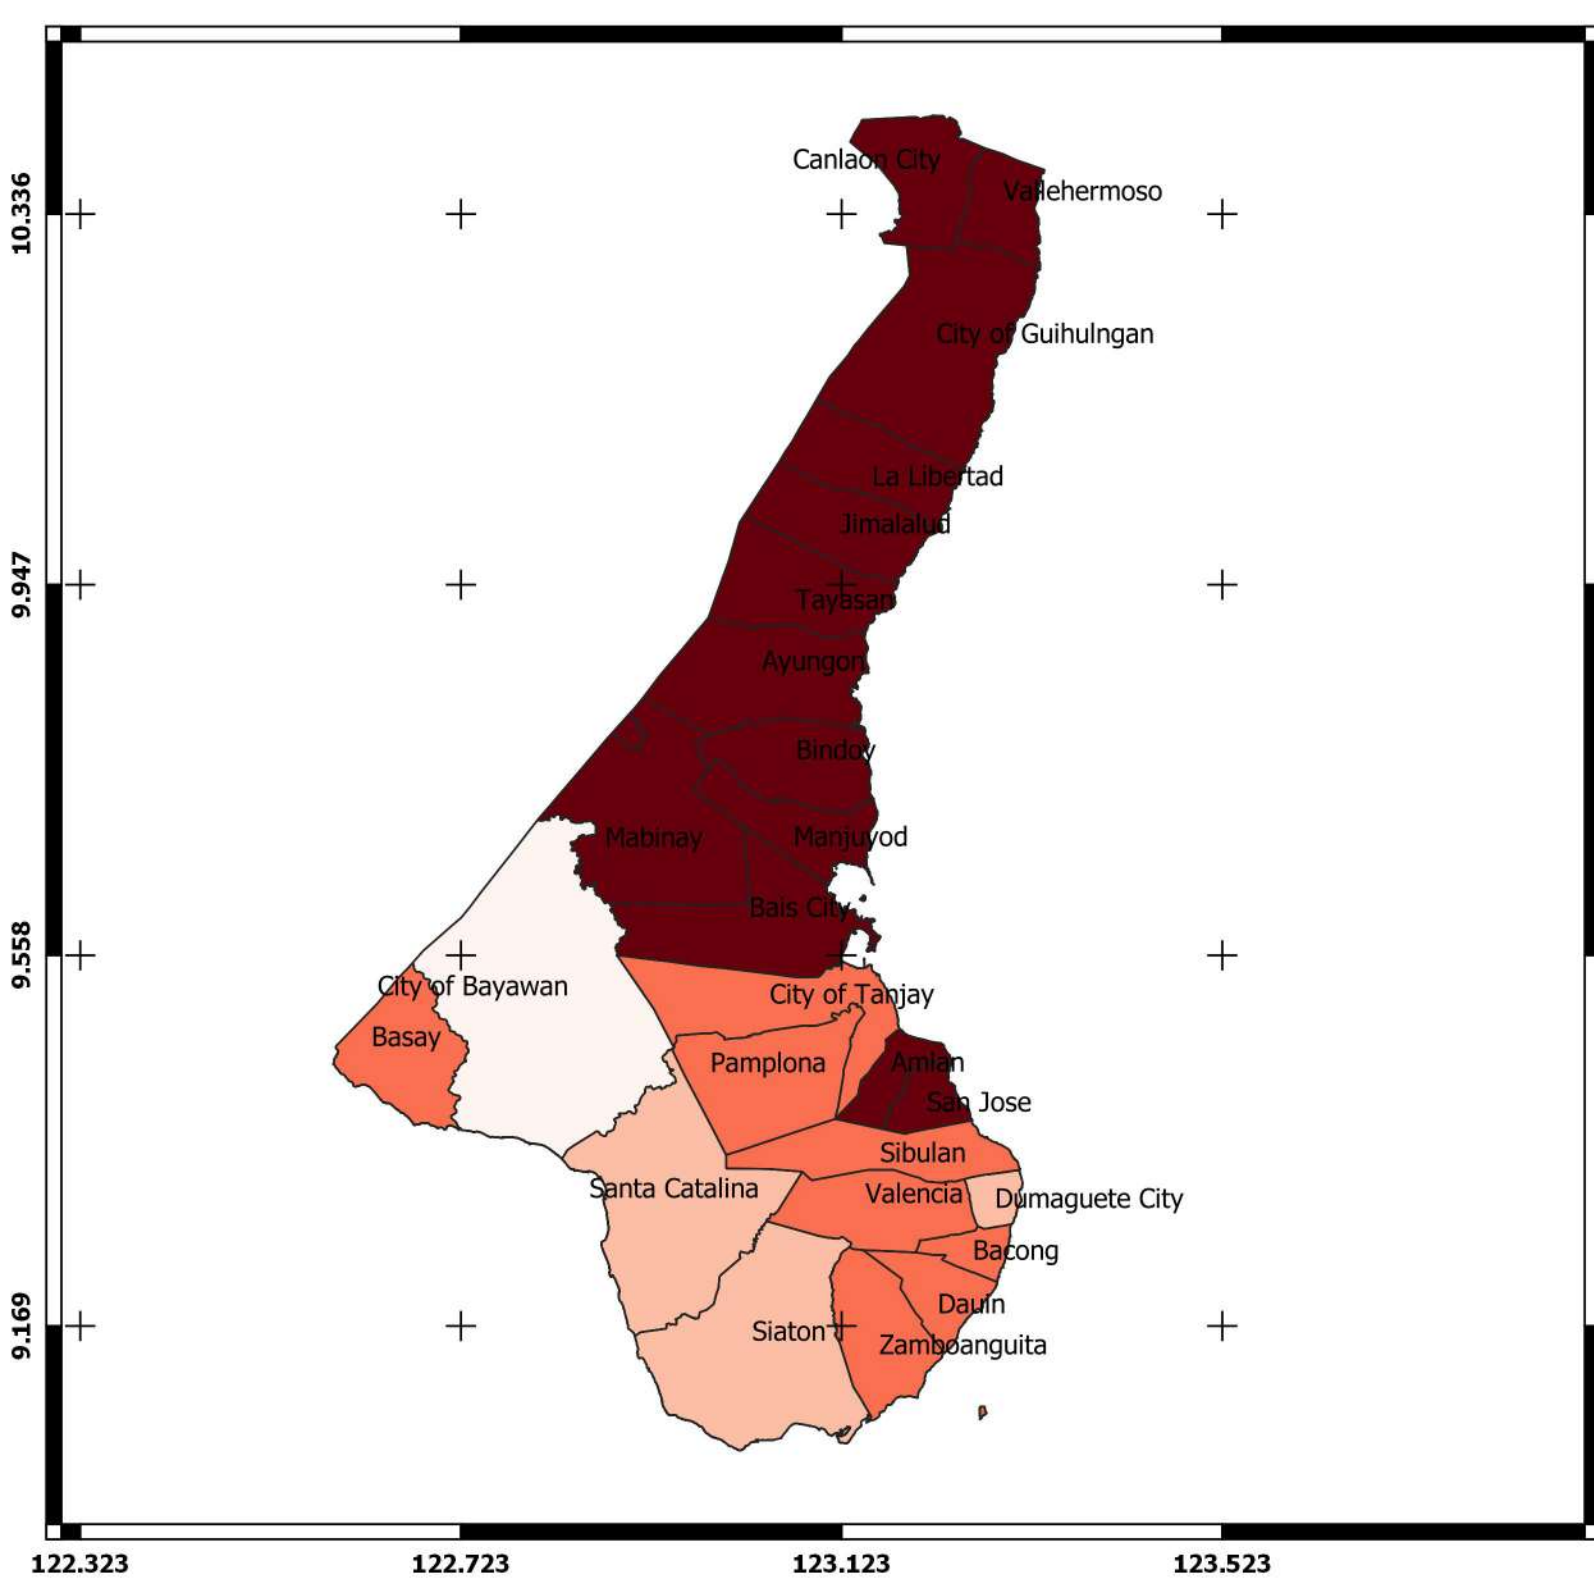 Canlaon City
Vallehermoso
10.336
City of Guihulngan
La Libertad
Jimalalud
9.947
Tayasan
Ayungon
Bindoy
Mabinay
Manjuyod
Bais City
9.558
City of Bayawan
City of Tanjay
Basay
Pamplona
Amlan
San Jose
Sibulan
Santa Catalina
Valencia
Dumaguete City
Bacong
Dauin
9.169
Siaton
Zamboanguita
122.323
122.723
123.123
123.523